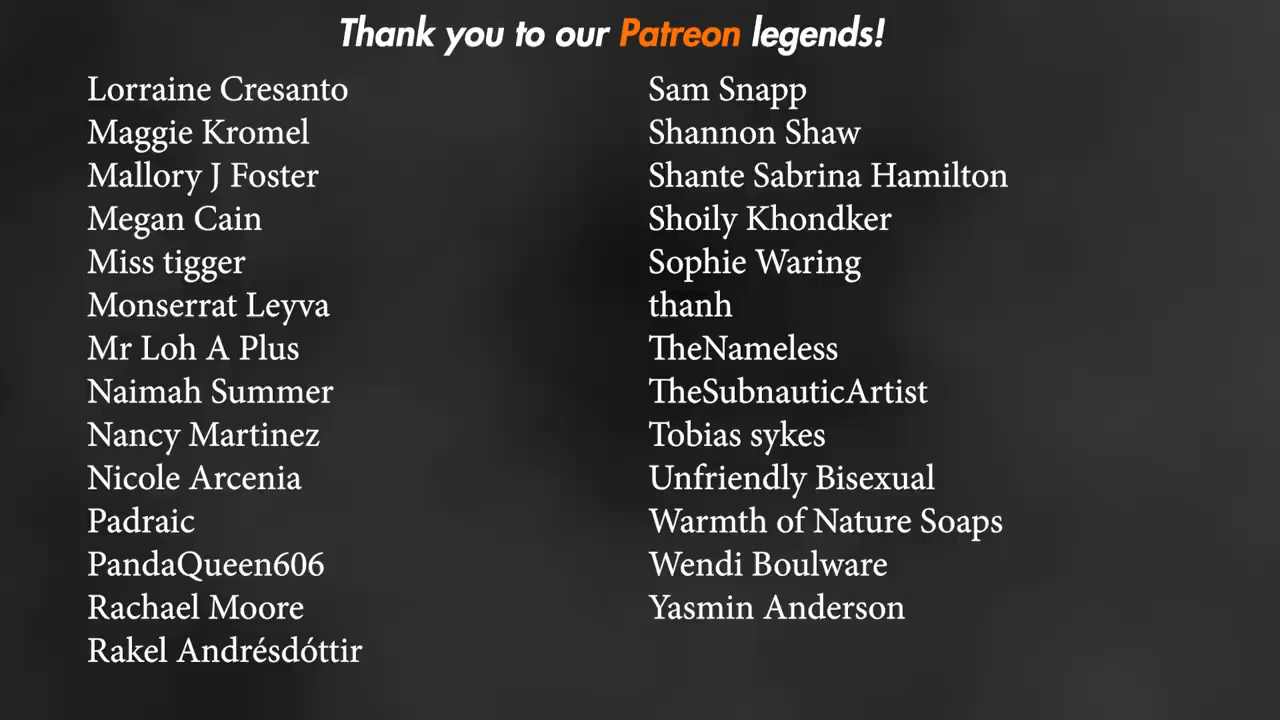 Thank you to our Patreon legends!
Lorraine Cresanto
Maggie Kromel
Mallory J Foster
Megan Cain
Miss tigger
Monserrat Leyva
Mr Loh A Plus
Naimah Summer
Nancy Martinez
Nicole Arcenia
Padraic
PandaQueen606
Rachael Moore
Rakel Andrésdóttir
Sam Snapp
Shannon Shaw
Shante Sabrina Hamilton
Shoily Khondker
Sophie Waring
thanh
TheNameless
TheSubnauticArtist
Tobias sykes
Unfriendly Bisexual
Warmth of Nature Soaps
Wendi Boulware
Yasmin Anderson